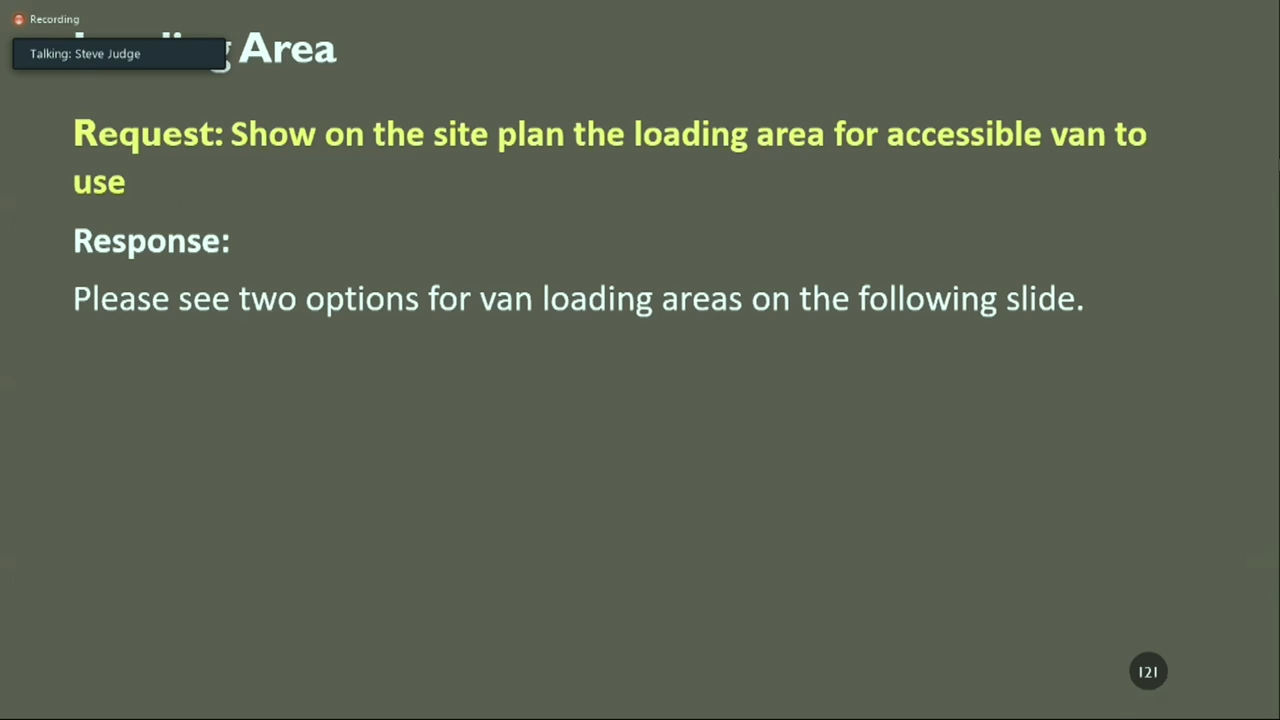 Recording
Talking: Steve Judge
Area
Request: Show on the site plan the loading area for accessible van to
use
Response:
Please see two options for van loading areas on the following slide.
121